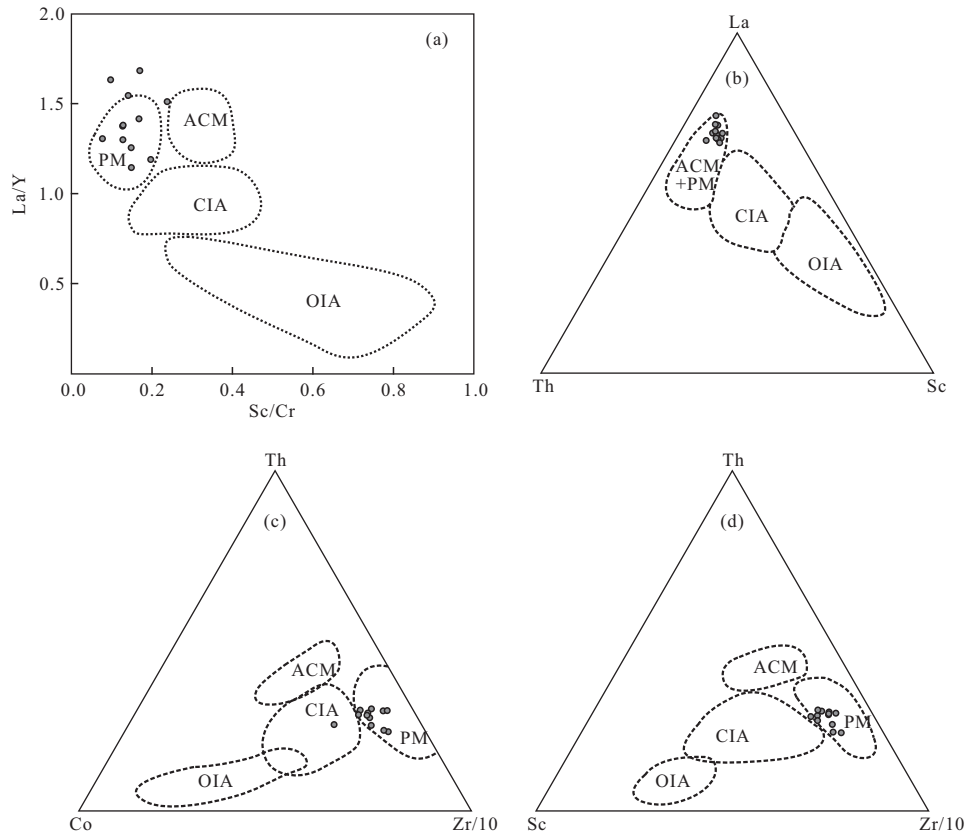 2.0
(a)
1.5
ACM
PM
La/Y
1.0
CIA
0.5
OIA
0.0 0.2 0.4 0.6 0.8 1.0
Sc/Cr
La
(b)
ACM
+PM
CIA
OIA
Th Sc
Th
(c)
ACM
CIA
PM
OIA
Co Zr/10
Th
(d)
ACM
PM
CIA
OIA
Sc Zr/10